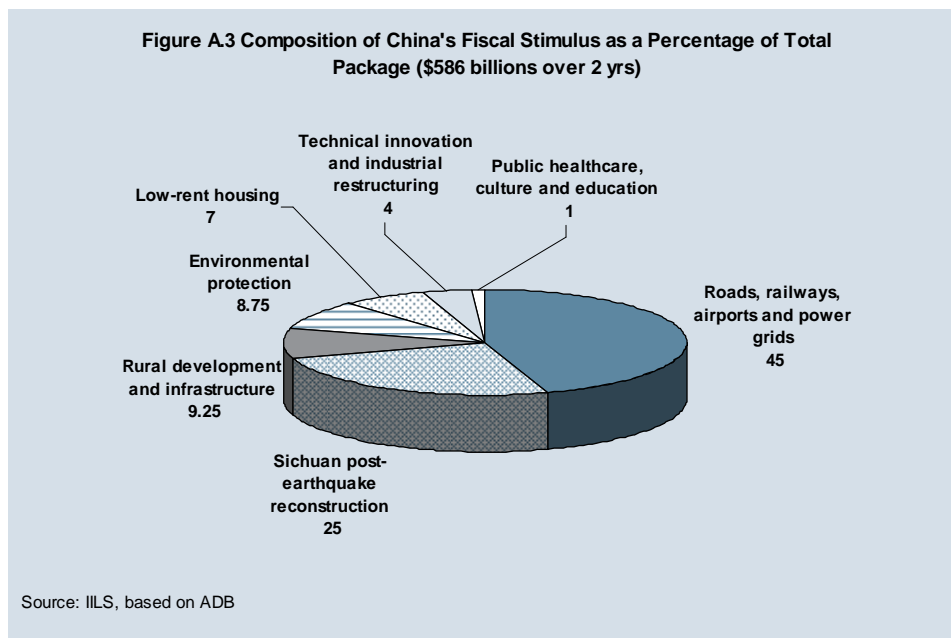 Figure A.3 Composition of China's Fiscal Stimulus as a Percentage of Total
Package ($586 billions over 2 yrs)
Technical innovation
and industrial
restructuring
4
Public healthcare,
culture and education
1
Low-rent housing
7
Environmental
protection
8.75
Roads, railways,
airports and power
grids
45
Rural development
and infrastructure
9.25
Sichuan post-
earthquake
reconstruction
25
Source: IILS, based on ADB